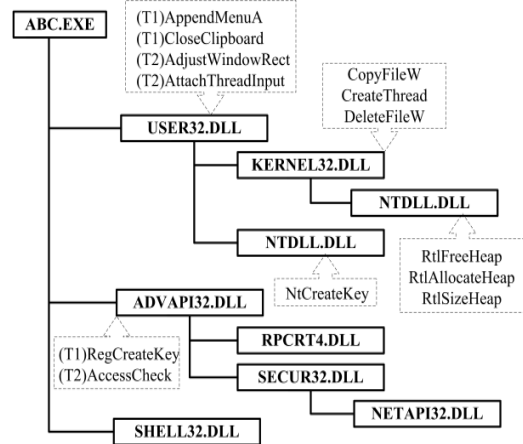 ABC.EXE
(T1)AppendMenuA
(T1)CloseClipboard
(T2)AdjustWindowRect
(T2)AttachThreadInput
CopyFileW
CreateThread
DeleteFileW
USER32.DLL
KERNEL32.DLL
NTDLL.DLL
NTDLL.DLL
RtlFreeHeap
RtlAllocateHeap
RtlSizeHeap
NtCreateKey
ADVAPI32.DLL
(T1)RegCreateKey
(T2)AccessCheck
RPCRT4.DLL
SECUR32.DLL
NETAPI32.DLL
SHELL32.DLL